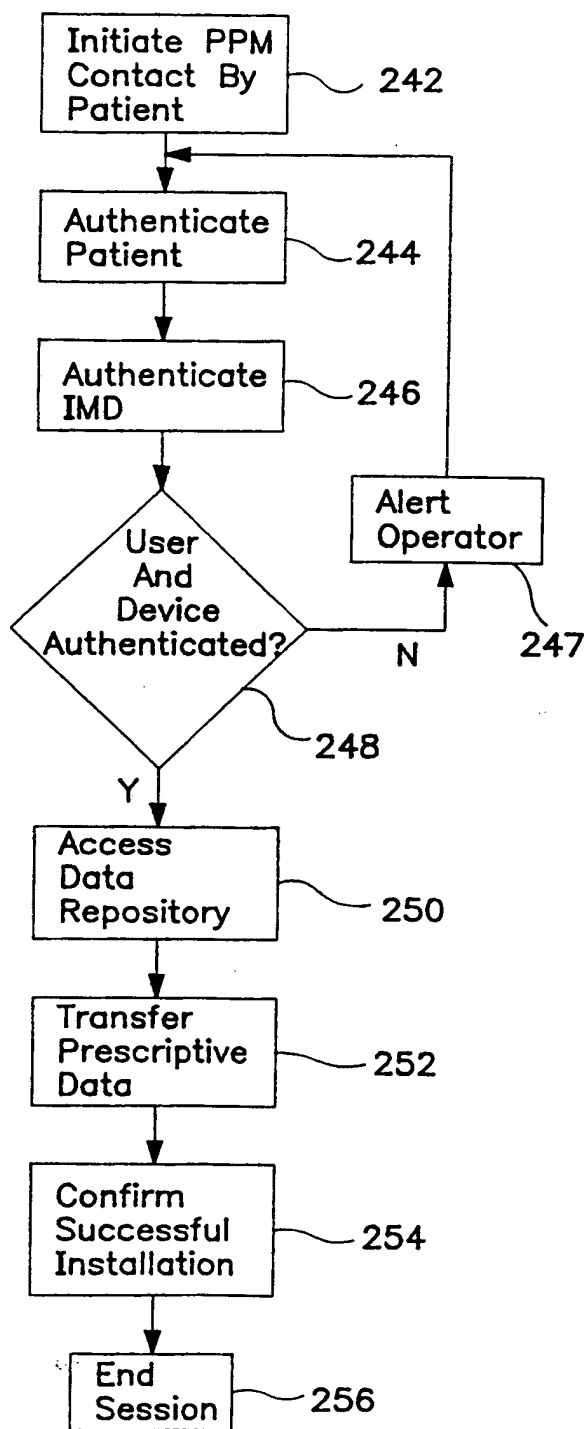 Initiate PPM
Contact By
Patient
242
Authenticate
Patient
244
Authenticate
IMD
246
User
And
Device
Authenticated?
248
N
Alert
Operator
247
Y
Access
Data
Repository
250
Transfer
Prescriptive
Data
252
Confirm
Successful
Installation
254
End
Session
256